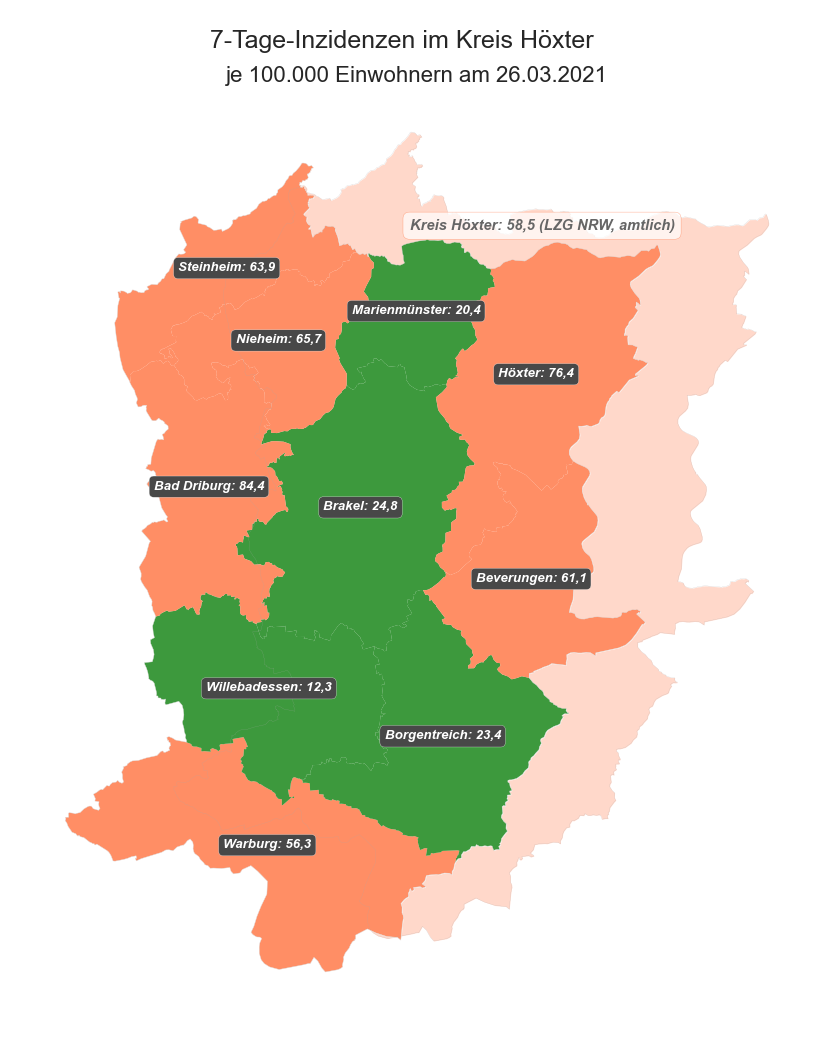 7-Tage-Inzidenzen im Kreis Höxter
je 100.000 Einwohnern am 26.03.2021
Kreis Höxter: 58,5 (LZG NRW, amtlich)
Steinheim: 63,9
Marienmünster: 20,4
Nieheim: 65,7
Höxter: 76,4
Bad Driburg: 84,4
Brakel: 24,8
Beverungen: 61,1
Willebadessen: 12,3
Borgentreich: 23,4
Warburg: 56,3